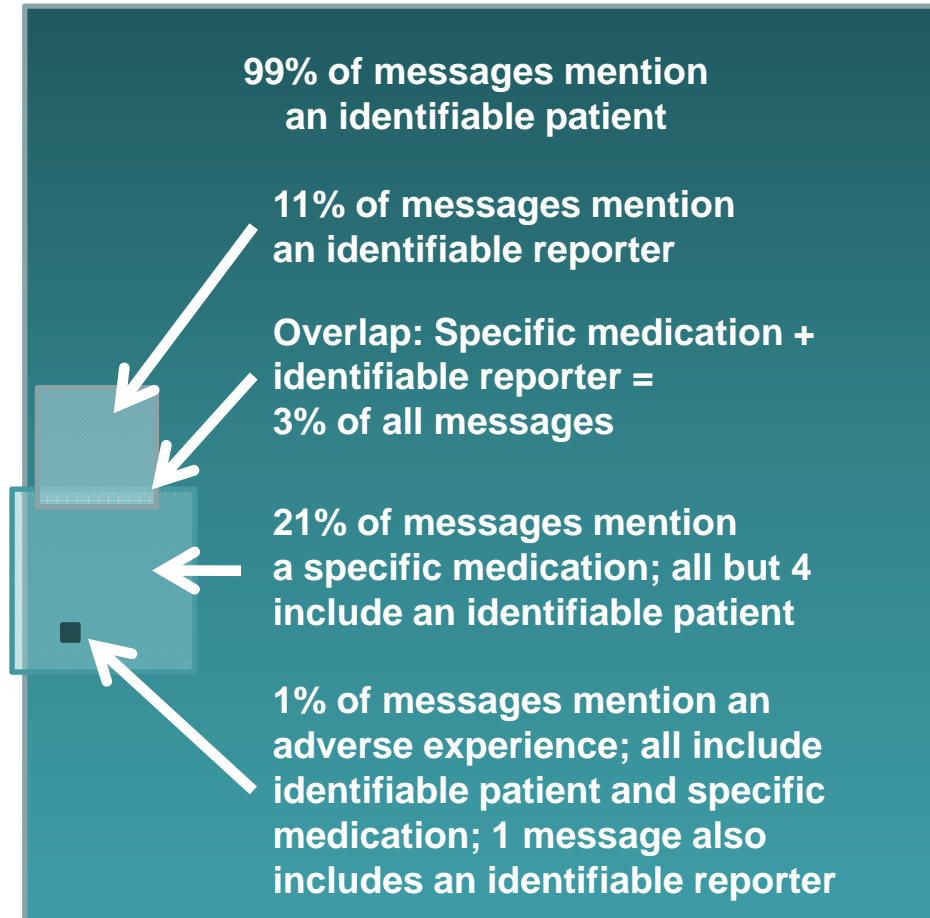 99% of messages mention
an identifiable patient
11% of messages mention
an identifiable reporter
Overlap: Specific medication +
identifiable reporter =
3% of all messages
21% of messages mention
a specific medication; all but 4
include an identifiable patient
1% of messages mention an
adverse experience; all include
identifiable patient and specific
medication; 1 message also
includes an identifiable reporter